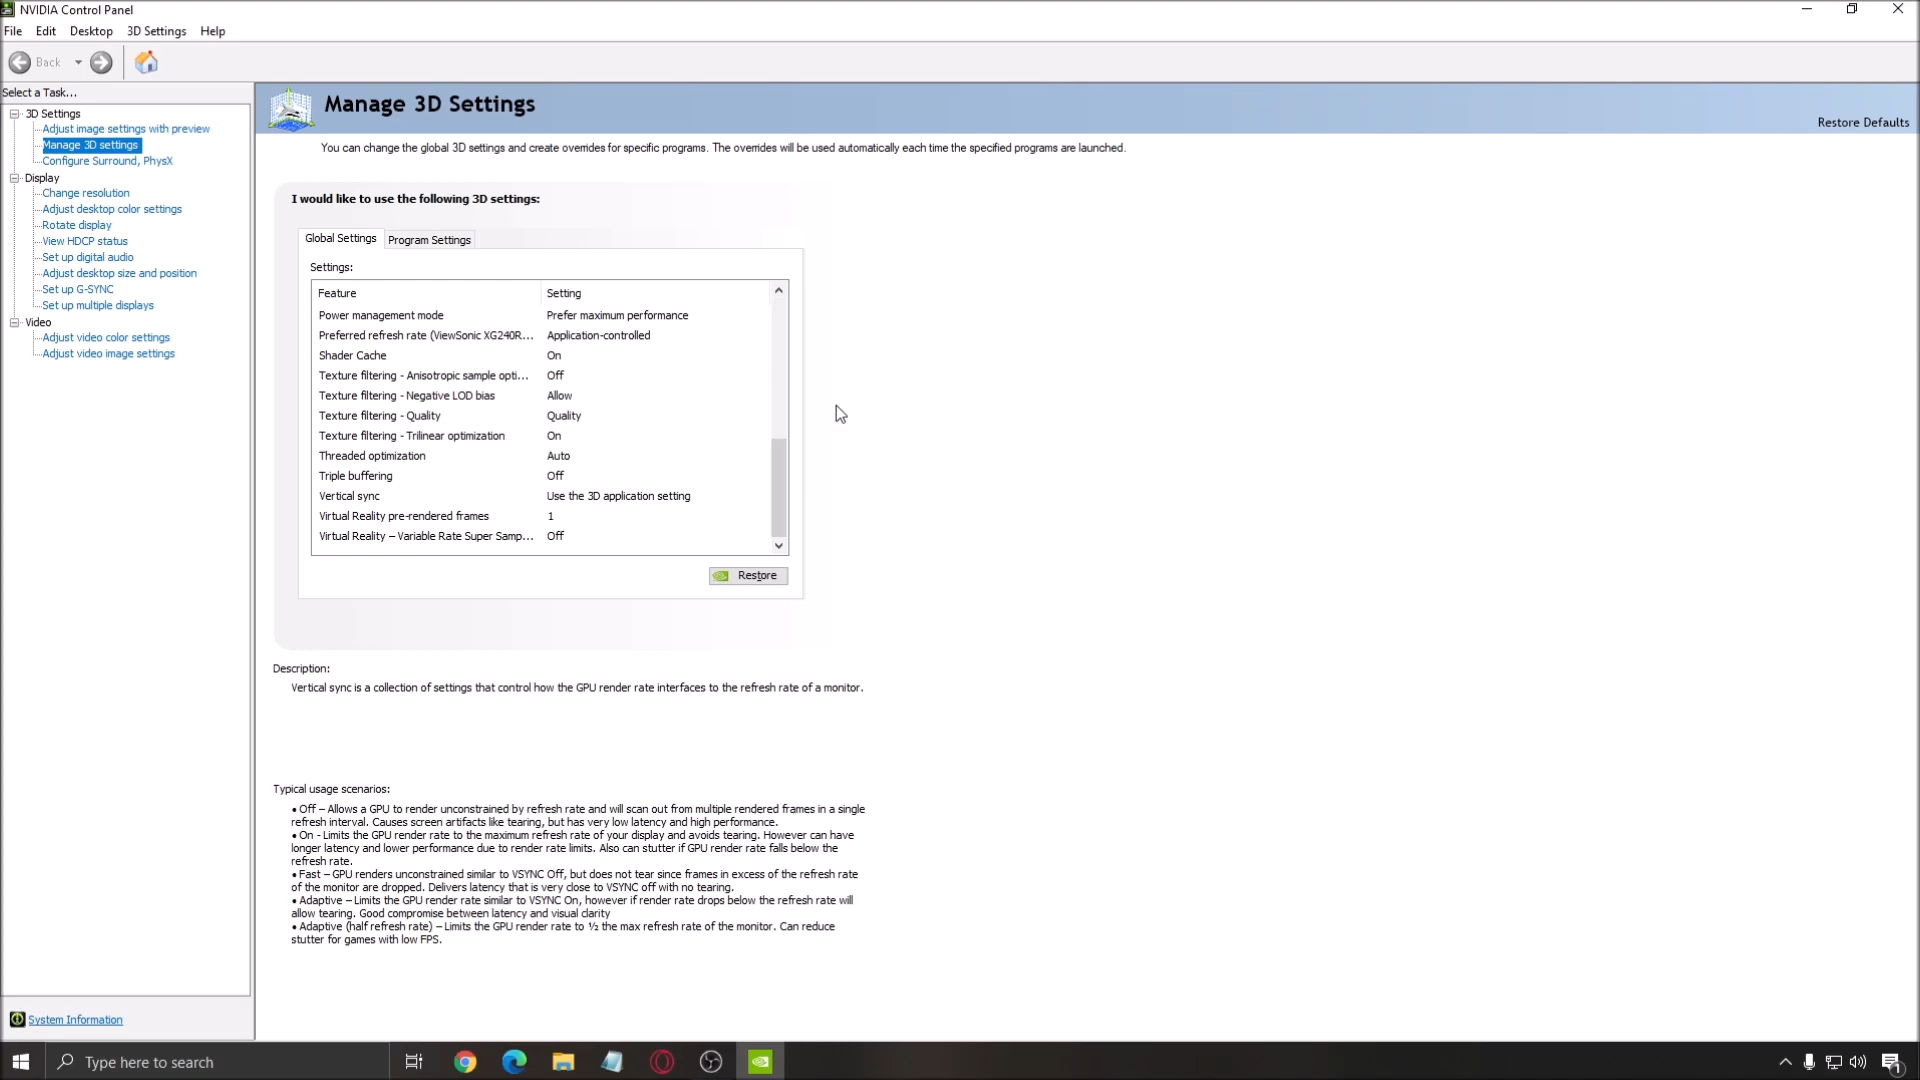 NVIDIA Control Panel
File Edit Desktop 3D Settings Help
Back
Select a Task...
3D Settings
Adjust image settings with preview
Manage 3D settings
Configure Surround, PhysX
Display
Change resolution
Adjust desktop color settings
Rotate display
View HDCP status
Set up digital audio
Adjust desktop size and position
Set up G-SYNC
Set up multiple displays
Video
Adjust video color settings
Adjust video image settings
System Information
Manage 3D Settings
Restore Defaults
You can change the global 3D settings and create overrides for specific programs. The overrides will be used automatically each time the specified programs are launched.
I would like to use the following 3D settings:
Global Settings Program Settings
Settings:
Feature Setting
Power management mode Prefer maximum performance
Preferred refresh rate (ViewSonic XG240R... Application-controlled
Shader Cache On
Texture filtering - Anisotropic sample opti... Off
Texture filtering - Negative LOD bias Allow
Texture filtering - Quality Quality
Texture filtering - Trilinear optimization On
Threaded optimization Auto
Triple buffering Off
Vertical sync Use the 3D application setting
Virtual Reality pre-rendered frames 1
Virtual Reality – Variable Rate Super Samp... Off
Restore
Description:
Vertical sync is a collection of settings that control how the GPU render rate interfaces to the refresh rate of a monitor.
Typical usage scenarios:
• Off – Allows a GPU to render unconstrained by refresh rate and will scan out from multiple rendered frames in a single
refresh interval. Causes screen artifacts like tearing, but has very low latency and high performance.
• On - Limits the GPU render rate to the maximum refresh rate of your display and avoids tearing. However can have
longer latency and lower performance due to render rate limits. Also can stutter if GPU render rate falls below the
refresh rate.
• Fast – GPU renders unconstrained similar to VSYNC Off, but does not tear since frames in excess of the refresh rate
of the monitor are dropped. Delivers latency that is very close to VSYNC off with no tearing.
• Adaptive – Limits the GPU render rate similar to VSYNC On, however if render rate drops below the refresh rate will
allow tearing. Good compromise between latency and visual clarity
• Adaptive (half refresh rate) – Limits the GPU render rate to ½ the max refresh rate of the monitor. Can reduce
stutter for games with low FPS.
Type here to search
1